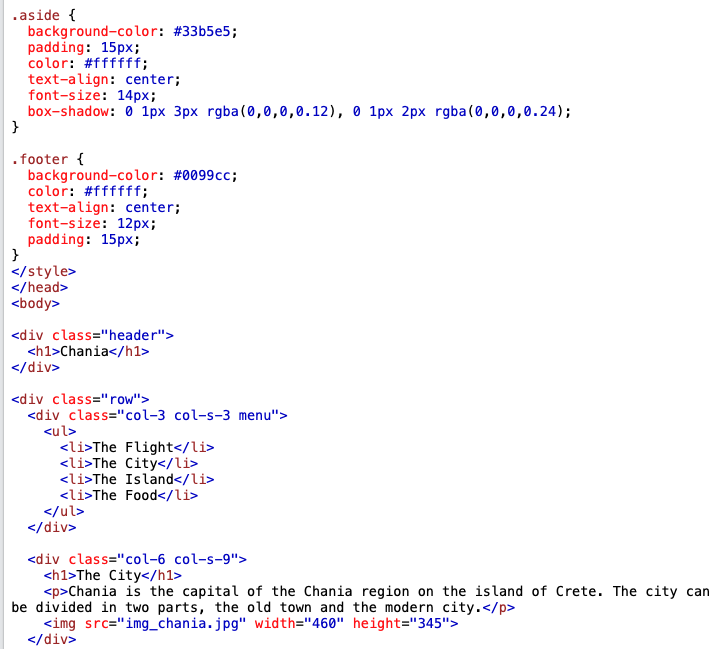 .aside {
  background-color: #33b5e5;
  padding: 15px;
  color: #ffffff;
  text-align: center;
  font-size: 14px;
  box-shadow: 0 1px 3px rgba(0,0,0,0.12), 0 1px 2px rgba(0,0,0,0.24);
}

.footer {
  background-color: #0099cc;
  color: #ffffff;
  text-align: center;
  font-size: 12px;
  padding: 15px;
}
</style>
</head>
<body>

<div class="header">
  <h1>Chania</h1>
</div>

<div class="row">
  <div class="col-3 col-s-3 menu">
    <ul>
      <li>The Flight</li>
      <li>The City</li>
      <li>The Island</li>
      <li>The Food</li>
    </ul>
  </div>

  <div class="col-6 col-s-9">
    <h1>The City</h1>
    <p>Chania is the capital of the Chania region on the island of Crete. The city can
be divided in two parts, the old town and the modern city.</p>
    <img src="img_chania.jpg" width="460" height="345">
  </div>